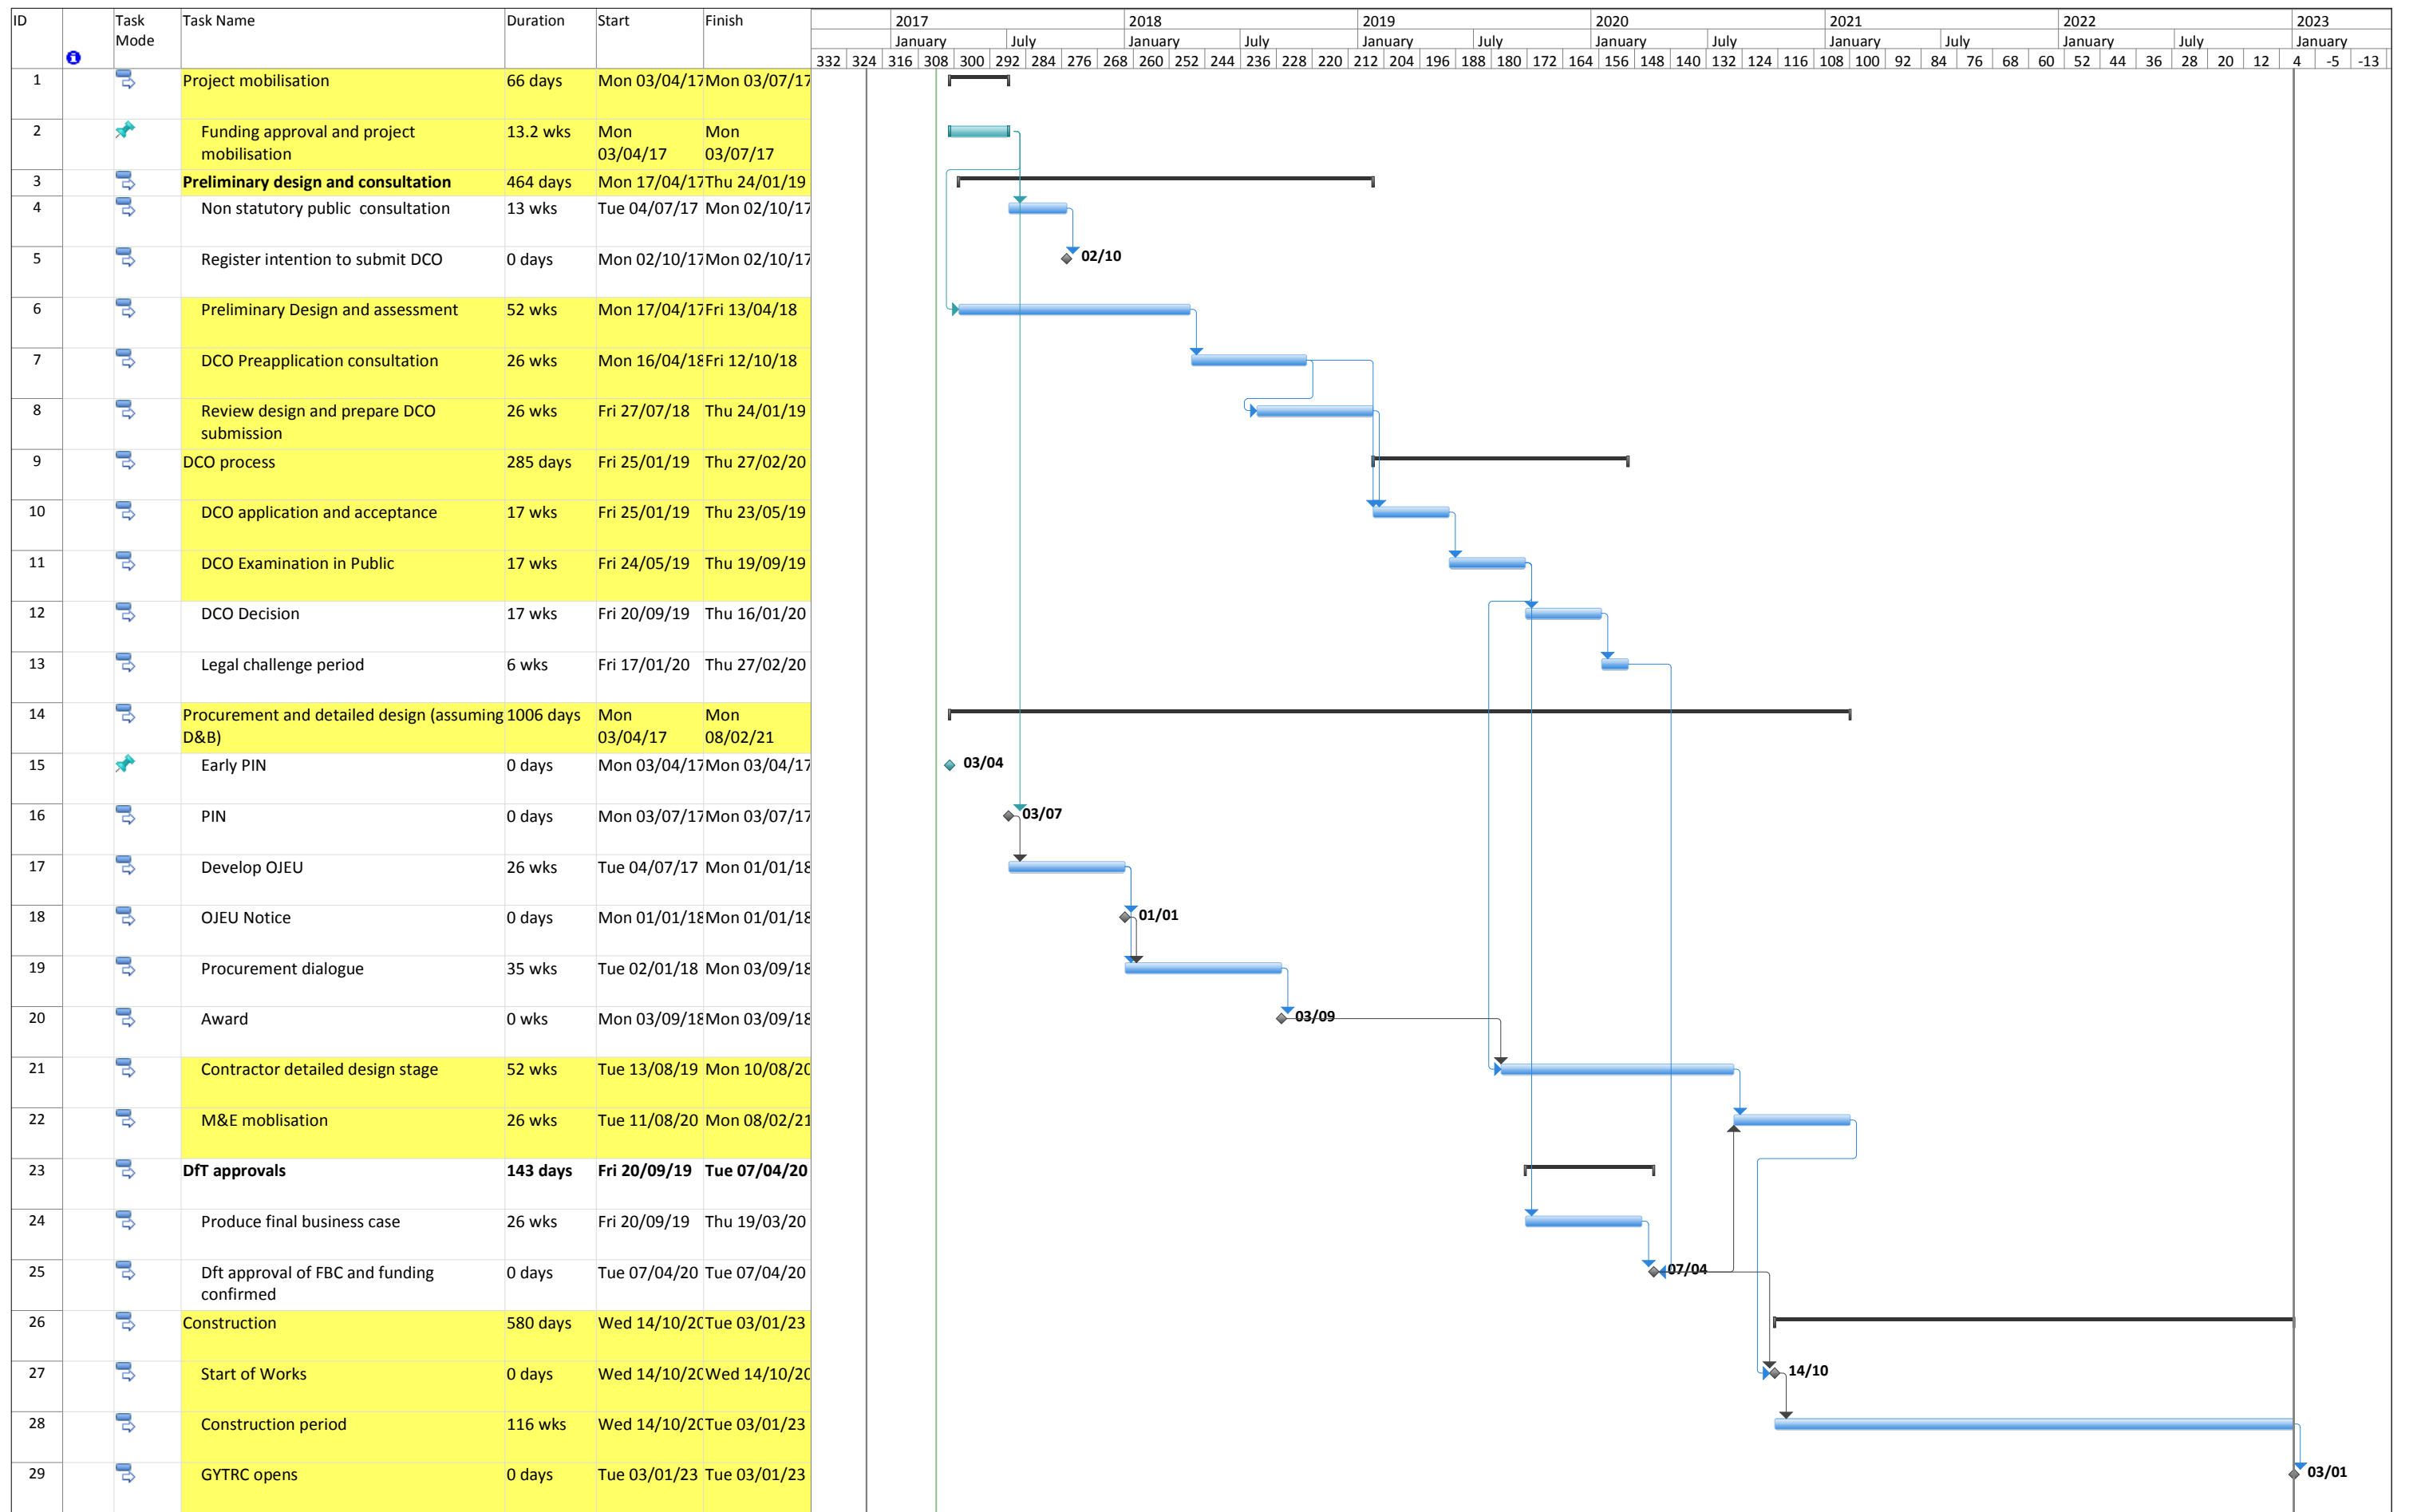 ID Task Mode Task Name Duration Start Finish
2017 2018 2019 2020 2021 2022 2023
January July January July January July January July January July January July January
332 324 316 308 300 292 284 276 268 260 252 244 236 228 220 212 204 196 188 180 172 164 156 148 140 132 124 116 108 100 92 84 76 68 60 52 44 36 28 20 12 4 -5 -13
1 Project mobilisation 66 days Mon 03/04/17 Mon 03/07/17
2 Funding approval and project mobilisation 13.2 wks Mon 03/04/17 Mon 03/07/17
3 Preliminary design and consultation 464 days Mon 17/04/17 Thu 24/01/19
4 Non statutory public consultation 13 wks Tue 04/07/17 Mon 02/10/17
5 Register intention to submit DCO 0 days Mon 02/10/17 Mon 02/10/17 02/10
6 Preliminary Design and assessment 52 wks Mon 17/04/17 Fri 13/04/18
7 DCO Preapplication consultation 26 wks Mon 16/04/18 Fri 12/10/18
8 Review design and prepare DCO submission 26 wks Fri 27/07/18 Thu 24/01/19
9 DCO process 285 days Fri 25/01/19 Thu 27/02/20
10 DCO application and acceptance 17 wks Fri 25/01/19 Thu 23/05/19
11 DCO Examination in Public 17 wks Fri 24/05/19 Thu 19/09/19
12 DCO Decision 17 wks Fri 20/09/19 Thu 16/01/20
13 Legal challenge period 6 wks Fri 17/01/20 Thu 27/02/20
14 Procurement and detailed design (assuming D&B) 1006 days Mon 03/04/17 Mon 08/02/21
15 Early PIN 0 days Mon 03/04/17 Mon 03/04/17 03/04
16 PIN 0 days Mon 03/07/17 Mon 03/07/17 03/07
17 Develop OJEU 26 wks Tue 04/07/17 Mon 01/01/18
18 OJEU Notice 0 days Mon 01/01/18 Mon 01/01/18 01/01
19 Procurement dialogue 35 wks Tue 02/01/18 Mon 03/09/18
20 Award 0 wks Mon 03/09/18 Mon 03/09/18 03/09
21 Contractor detailed design stage 52 wks Tue 13/08/19 Mon 10/08/20
22 M&E moblisation 26 wks Tue 11/08/20 Mon 08/02/21
23 DfT approvals 143 days Fri 20/09/19 Tue 07/04/20
24 Produce final business case 26 wks Fri 20/09/19 Thu 19/03/20
25 Dft approval of FBC and funding confirmed 0 days Tue 07/04/20 Tue 07/04/20 07/04
26 Construction 580 days Wed 14/10/20 Tue 03/01/23
27 Start of Works 0 days Wed 14/10/20 Wed 14/10/20 14/10
28 Construction period 116 wks Wed 14/10/20 Tue 03/01/23
29 GYTRC opens 0 days Tue 03/01/23 Tue 03/01/23 03/01